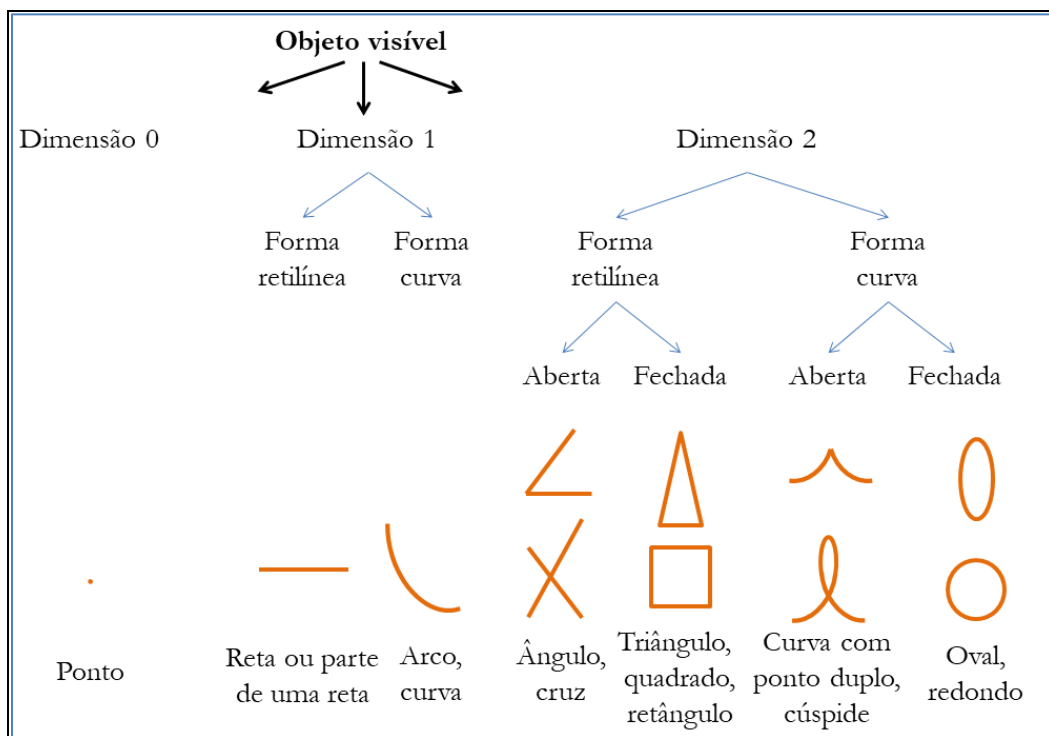 Objeto visível
Dimensão 0
Dimensão 1
Dimensão 2
Forma
retilínea
Forma
curva
Forma
retilínea
Forma
curva
Aberta
Fechada
Aberta
Fechada
Ponto
Reta ou parte
de uma reta
Arco,
curva
Ângulo,
cruz
Triângulo,
quadrado,
retângulo
Curva com
ponto duplo,
cúspide
Oval,
redondo